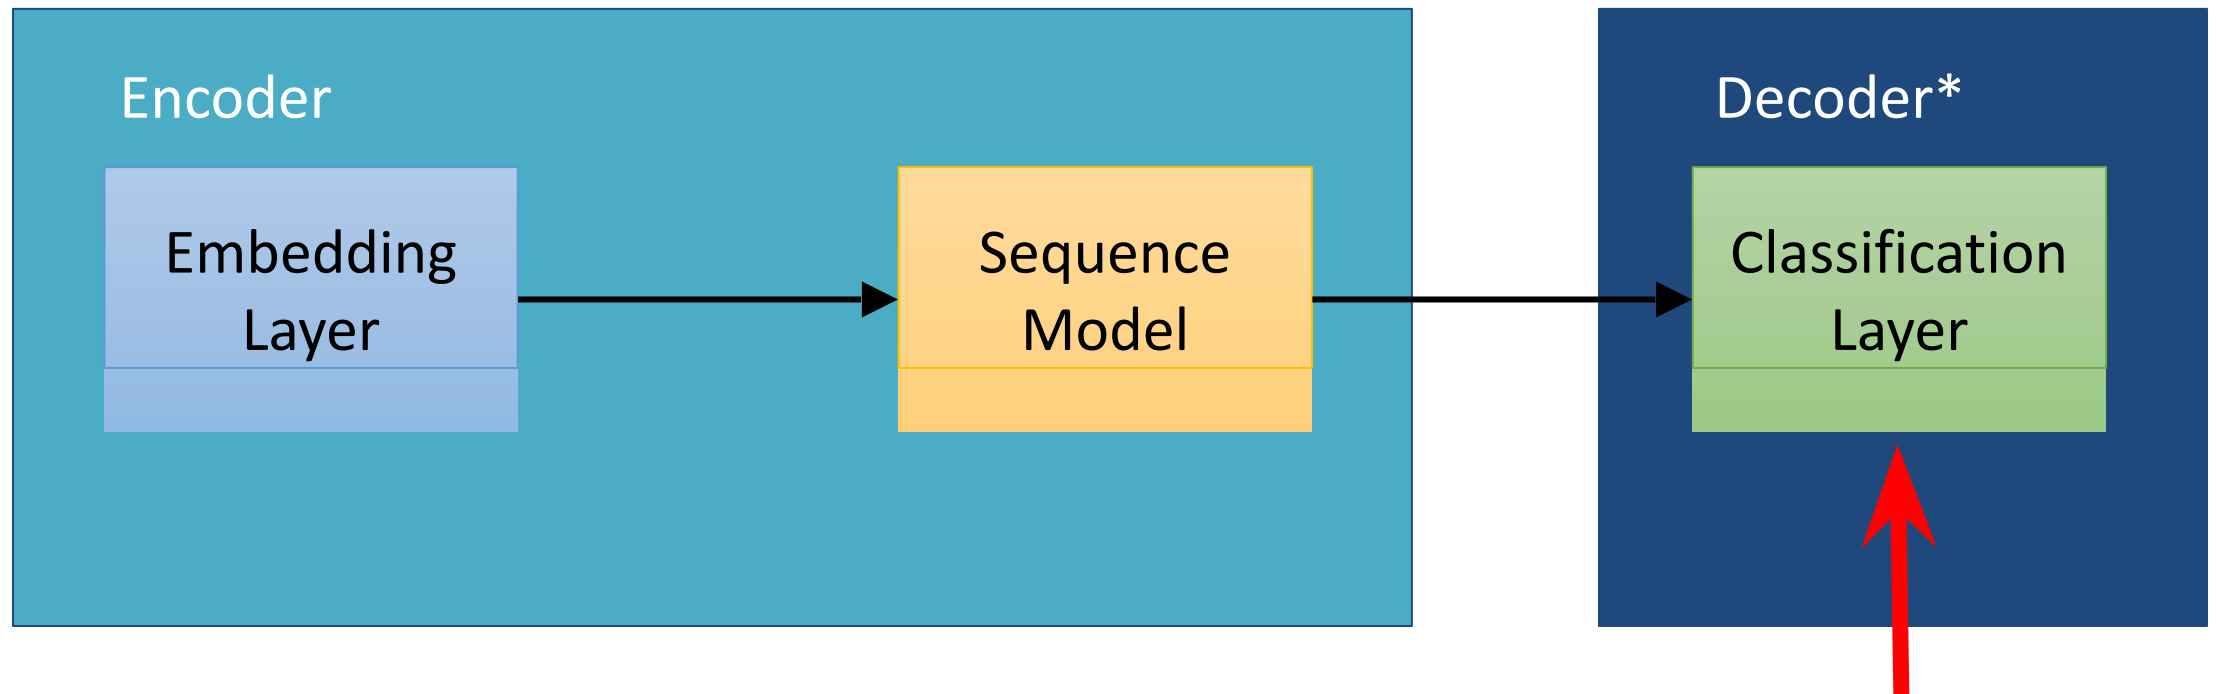 Encoder
Decoder*
Embedding
Layer
Sequence
Model
Classification
Layer